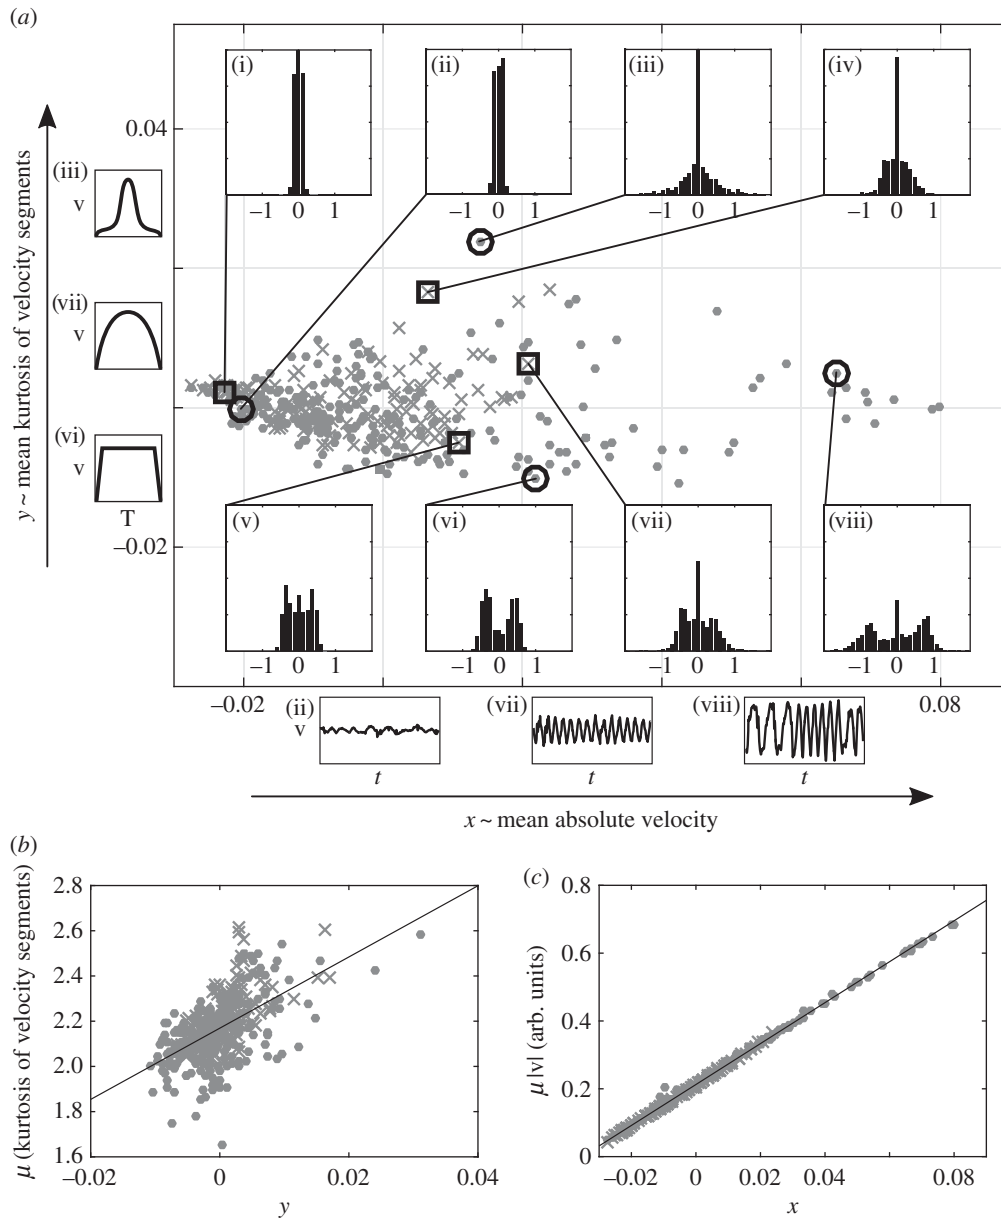 (a)
(i)
(ii)
(iii)
(iv)
0.04
y ~ mean kurtosis of velocity segments
–1 0 1
–1 0 1
–1 0 1
–1 0 1
(iii)
v
(vii)
v
(vi)
v
T
(v)
(vi)
(vii)
(viii)
–0.02
–1 0 1
–1 0 1
–1 0 1
–1 0 1
–0.02
0.08
(ii)
v
t
(vii)
t
(viii)
t
x ~ mean absolute velocity
(b)
μ (kurtosis of velocity segments)
2.8
2.6
2.4
2.2
2.0
1.8
1.6
–0.02 0 0.02 0.04
y
(c)
μ |v| (arb. units)
0.8
0.6
0.4
0.2
0
–0.02 0 0.02 0.04 0.06 0.08
x